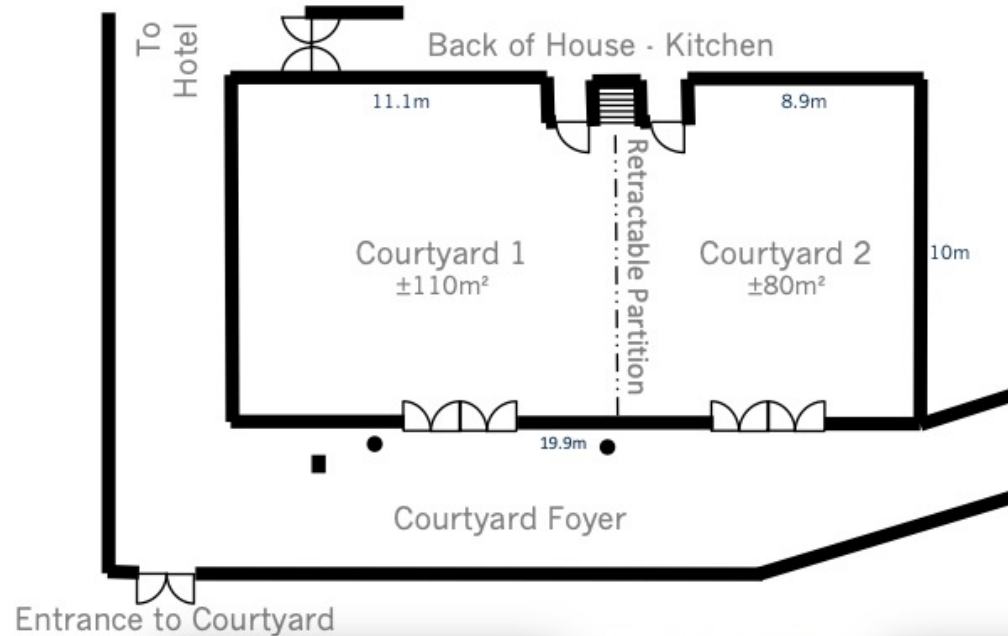 To
Hotel
Back of House - Kitchen
11.1m
8.9m
Retractable Partition
Courtyard 1
±110m²
Courtyard 2
±80m²
10m
19.9m
Courtyard Foyer
Entrance to Courtyard